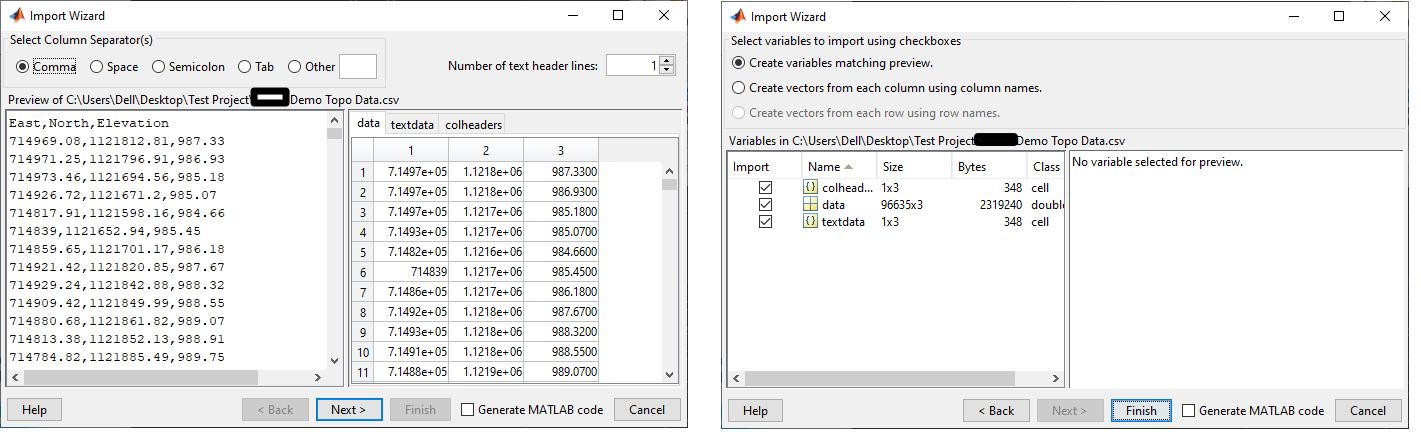 Import Wizard
Select Column Separator(s)
Comma Space Semicolon Tab Other
Number of text header lines: 1
Preview of C:\Users\Dell\Desktop\Test Project\ Demo Topo Data.csv
East,North,Elevation
714969.08,1121812.81,987.33
714971.25,1121796.91,986.93
714973.46,1121694.56,985.18
714926.72,1121671.2,985.07
714817.91,1121598.16,984.66
714839,1121652.94,985.45
714859.65,1121701.17,986.18
714921.42,1121820.85,987.67
714929.24,1121842.88,988.32
714909.42,1121849.99,988.55
714880.68,1121861.82,989.07
714813.38,1121852.13,988.91
714784.82,1121885.49,989.75
data textdata colheaders
1 2 3
1 7.1497e+05 1.1218e+06 987.3300
2 7.1497e+05 1.1218e+06 986.9300
3 7.1497e+05 1.1217e+06 985.1800
4 7.1493e+05 1.1217e+06 985.0700
5 7.1482e+05 1.1216e+06 984.6600
6 714839 1.1217e+06 985.4500
7 7.1486e+05 1.1217e+06 986.1800
8 7.1492e+05 1.1218e+06 987.6700
9 7.1493e+05 1.1218e+06 988.3200
10 7.1491e+05 1.1218e+06 988.5500
11 7.1488e+05 1.1219e+06 989.0700
Help < Back Next > Finish Generate MATLAB code Cancel
Import Wizard
Select variables to import using checkboxes
Create variables matching preview.
Create vectors from each column using column names.
Create vectors from each row using row names.
Variables in C:\Users\Dell\Desktop\Test Project Demo Topo Data.csv
Import Name Size Bytes Class
colhead... 1x3 348 cell
data 96635x3 2319240 double
textdata 1x3 348 cell
No variable selected for preview.
Help < Back Next > Finish Generate MATLAB code Cancel